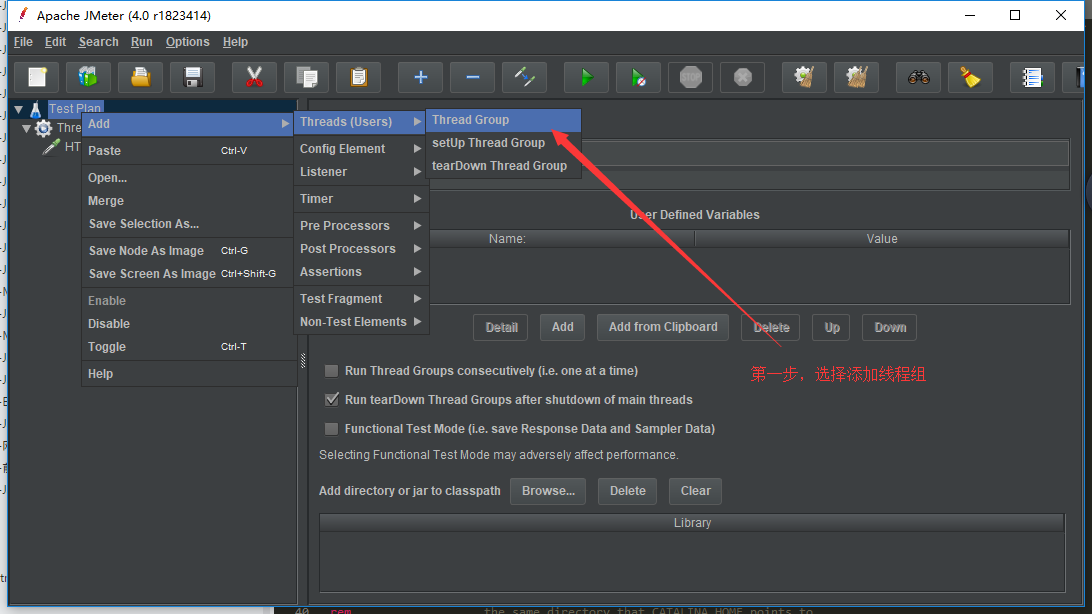 Apache JMeter (4.0 r1823414)
File Edit Search Run Options Help
STOP
Test Plan
Thre
HT
Add
Paste Ctrl-V
Open...
Merge
Save Selection As...
Save Node As Image Ctrl-G
Save Screen As Image Ctrl+Shift-G
Enable
Disable
Toggle Ctrl-T
Help
Threads (Users)
Config Element
Listener
Timer
Pre Processors
Post Processors
Assertions
Test Fragment
Non-Test Elements
Thread Group
setUp Thread Group
tearDown Thread Group
User Defined Variables
Name: Value
Detail Add Add from Clipboard Delete Up Down
第一步，选择添加线程组
Run Thread Groups consecutively (i.e. one at a time)
Run tearDown Thread Groups after shutdown of main threads
Functional Test Mode (i.e. save Response Data and Sampler Data)
Selecting Functional Test Mode may adversely affect performance.
Add directory or jar to classpath Browse... Delete Clear
Library
40 rem the same directory that CATALINA_HOME points to